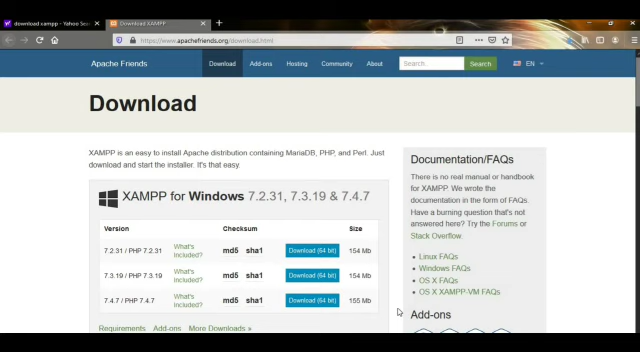 download xampp - Yahoo Sea
Download XAMPP
https://www.apachefriends.org/download.html
Apache Friends
Download
Add-ons
Hosting
Community
About
Search
Search
EN
Download
XAMPP is an easy to install Apache distribution containing MariaDB, PHP, and Perl. Just
download and start the installer. It's that easy.
XAMPP for Windows 7.2.31, 7.3.19 & 7.4.7
Version Checksum Size
7.2.31 / PHP 7.2.31 What's Included? md5 sha1 Download (64 bit) 154 Mb
7.3.19 / PHP 7.3.19 What's Included? md5 sha1 Download (64 bit) 154 Mb
7.4.7 / PHP 7.4.7 What's Included? md5 sha1 Download (64 bit) 155 Mb
Requirements Add-ons More Downloads »
Documentation/FAQs
There is no real manual or handbook
for XAMPP. We wrote the
documentation in the form of FAQs.
Have a burning question that's not
answered here? Try the Forums or
Stack Overflow.
Linux FAQs
Windows FAQs
OS X FAQs
OS X XAMPP-VM FAQs
Add-ons